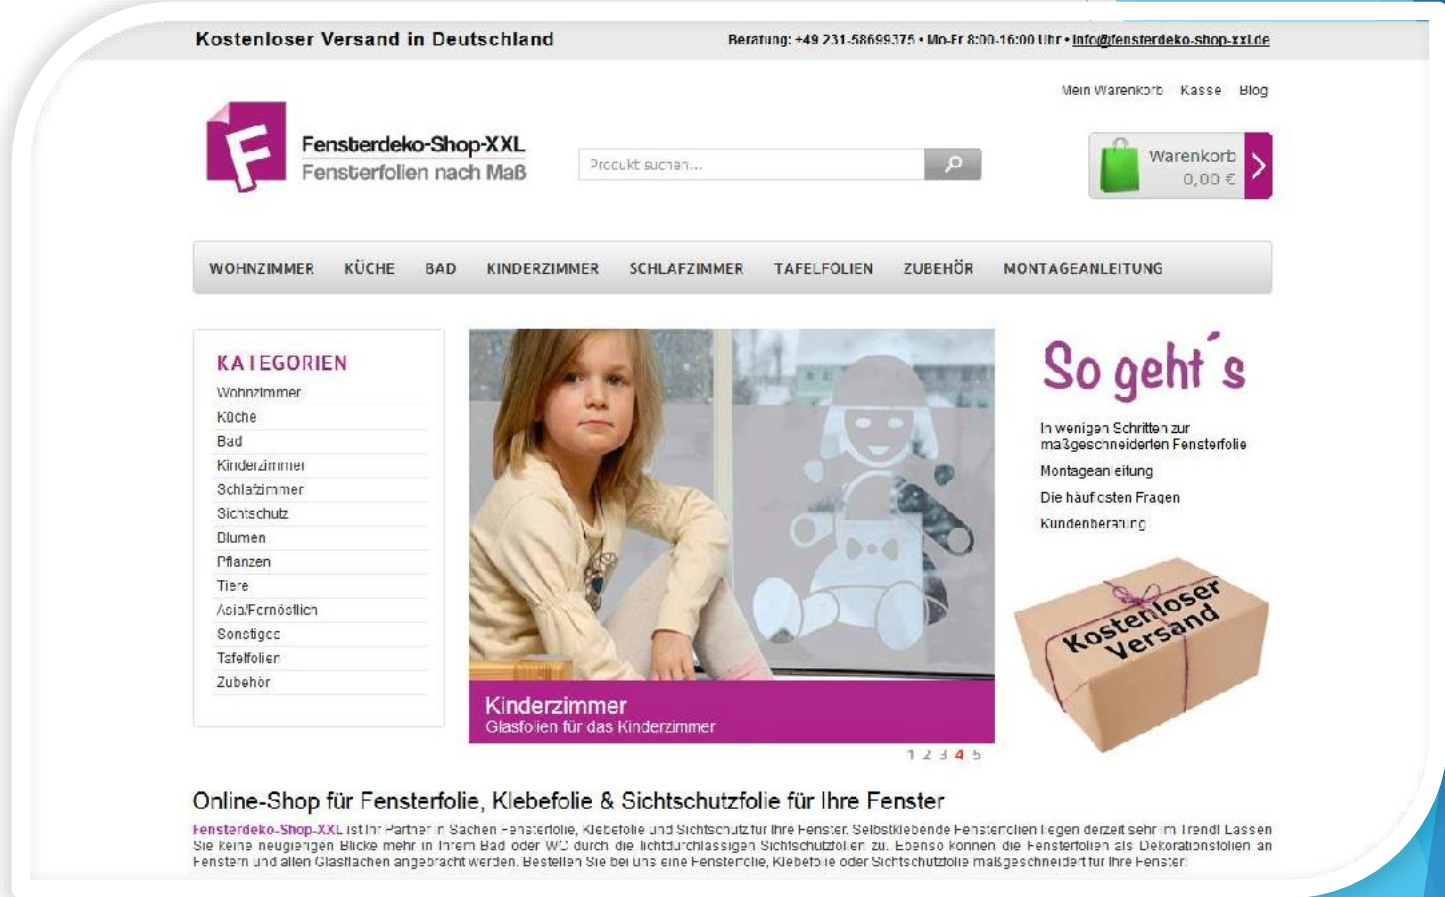 Kostenloser Versand in Deutschland
Beratung: +49 231-58699375 • Mo-Fr 8:00-16:00 Uhr • info@fensterdeko-shop-xxl.de
Mein Warenkorb Kasse Blog
F
Fensterdeko-Shop-XXL
Fensterfolien nach Maß
Produkt suchen...
Warenkorb
0,00 €
WOHNZIMMER KÜCHE BAD KINDERZIMMER SCHLAFZIMMER TAFELFOLIEN ZUBEHÖR MONTAGEANLEITUNG
KATEGORIEN
Wohnzimmer
Küche
Bad
Kinderzimmer
Schlafzimmer
Sichtschutz
Blumen
Pflanzen
Tiere
Asia/Fernöstlich
Sonstiges
Tafelfolien
Zubehör
Kinderzimmer
Glasfolien für das Kinderzimmer
1 2 3 4 5
So geht´s
In wenigen Schritten zur
maßgeschneiderten Fensterfolie
Montageanleitung
Die häufigsten Fragen
Kundenberatung
Kostenloser
Versand
Online-Shop für Fensterfolie, Klebefolie & Sichtschutzfolie für Ihre Fenster
Fensterdeko-Shop-XXL ist Ihr Partner in Sachen Fensterfolie, Klebefolie und Sichtschutz für Ihre Fenster. Selbstklebende Fensterfolien liegen derzeit sehr im Trend! Lassen
Sie keine neugierigen Blicke mehr in Ihrem Bad oder WC durch die lichtdurchlässigen Sichtschutzfolien zu. Ebenso können die Fensterfolien als Dekorationsfolien an
Fenstern und allen Glasflächen angebracht werden. Bestellen Sie bei uns eine Fensterfolie, Klebefolie oder Sichtschutzfolie maßgeschneidert für Ihre Fenster!